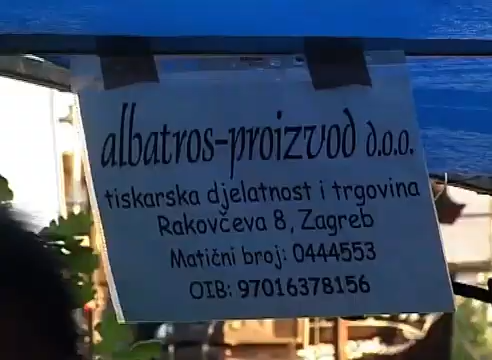 albatros-proizvod d.o.o.
tiskarska djelatnost i trgovina
Rakovčeva 8, Zagreb
Matični broj: 0444553
OIB: 97016378156